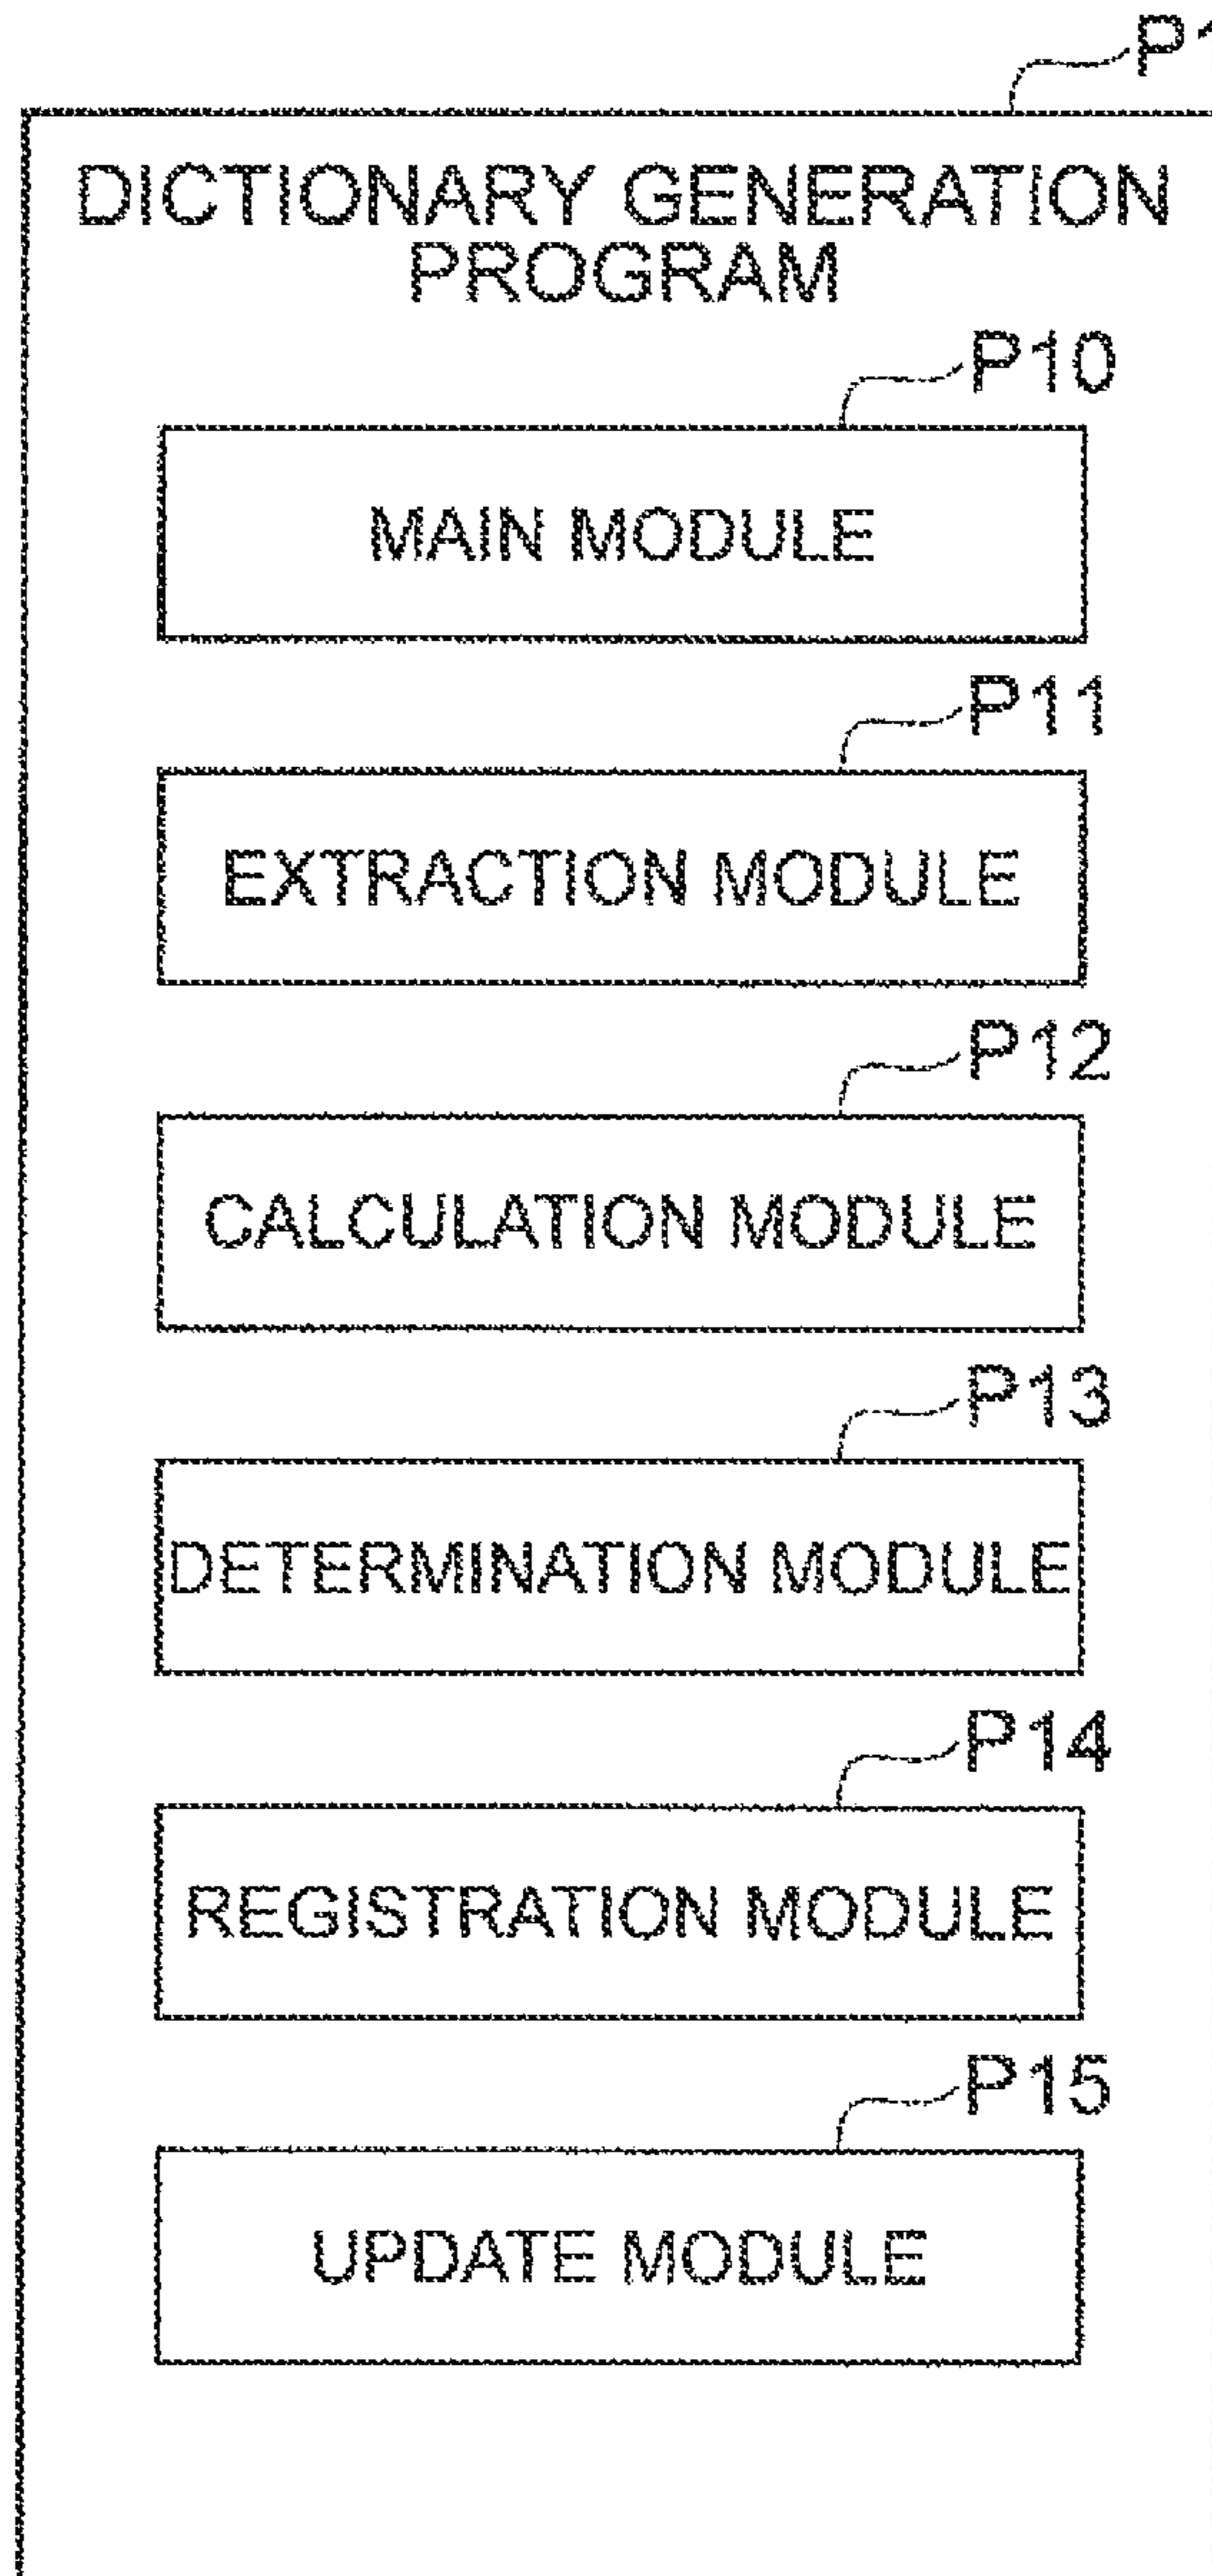 P1
DICTIONARY GENERATION
PROGRAM
P10
MAIN MODULE
P11
EXTRACTION MODULE
P12
CALCULATION MODULE
P13
DETERMINATION MODULE
P14
REGISTRATION MODULE
P15
UPDATE MODULE